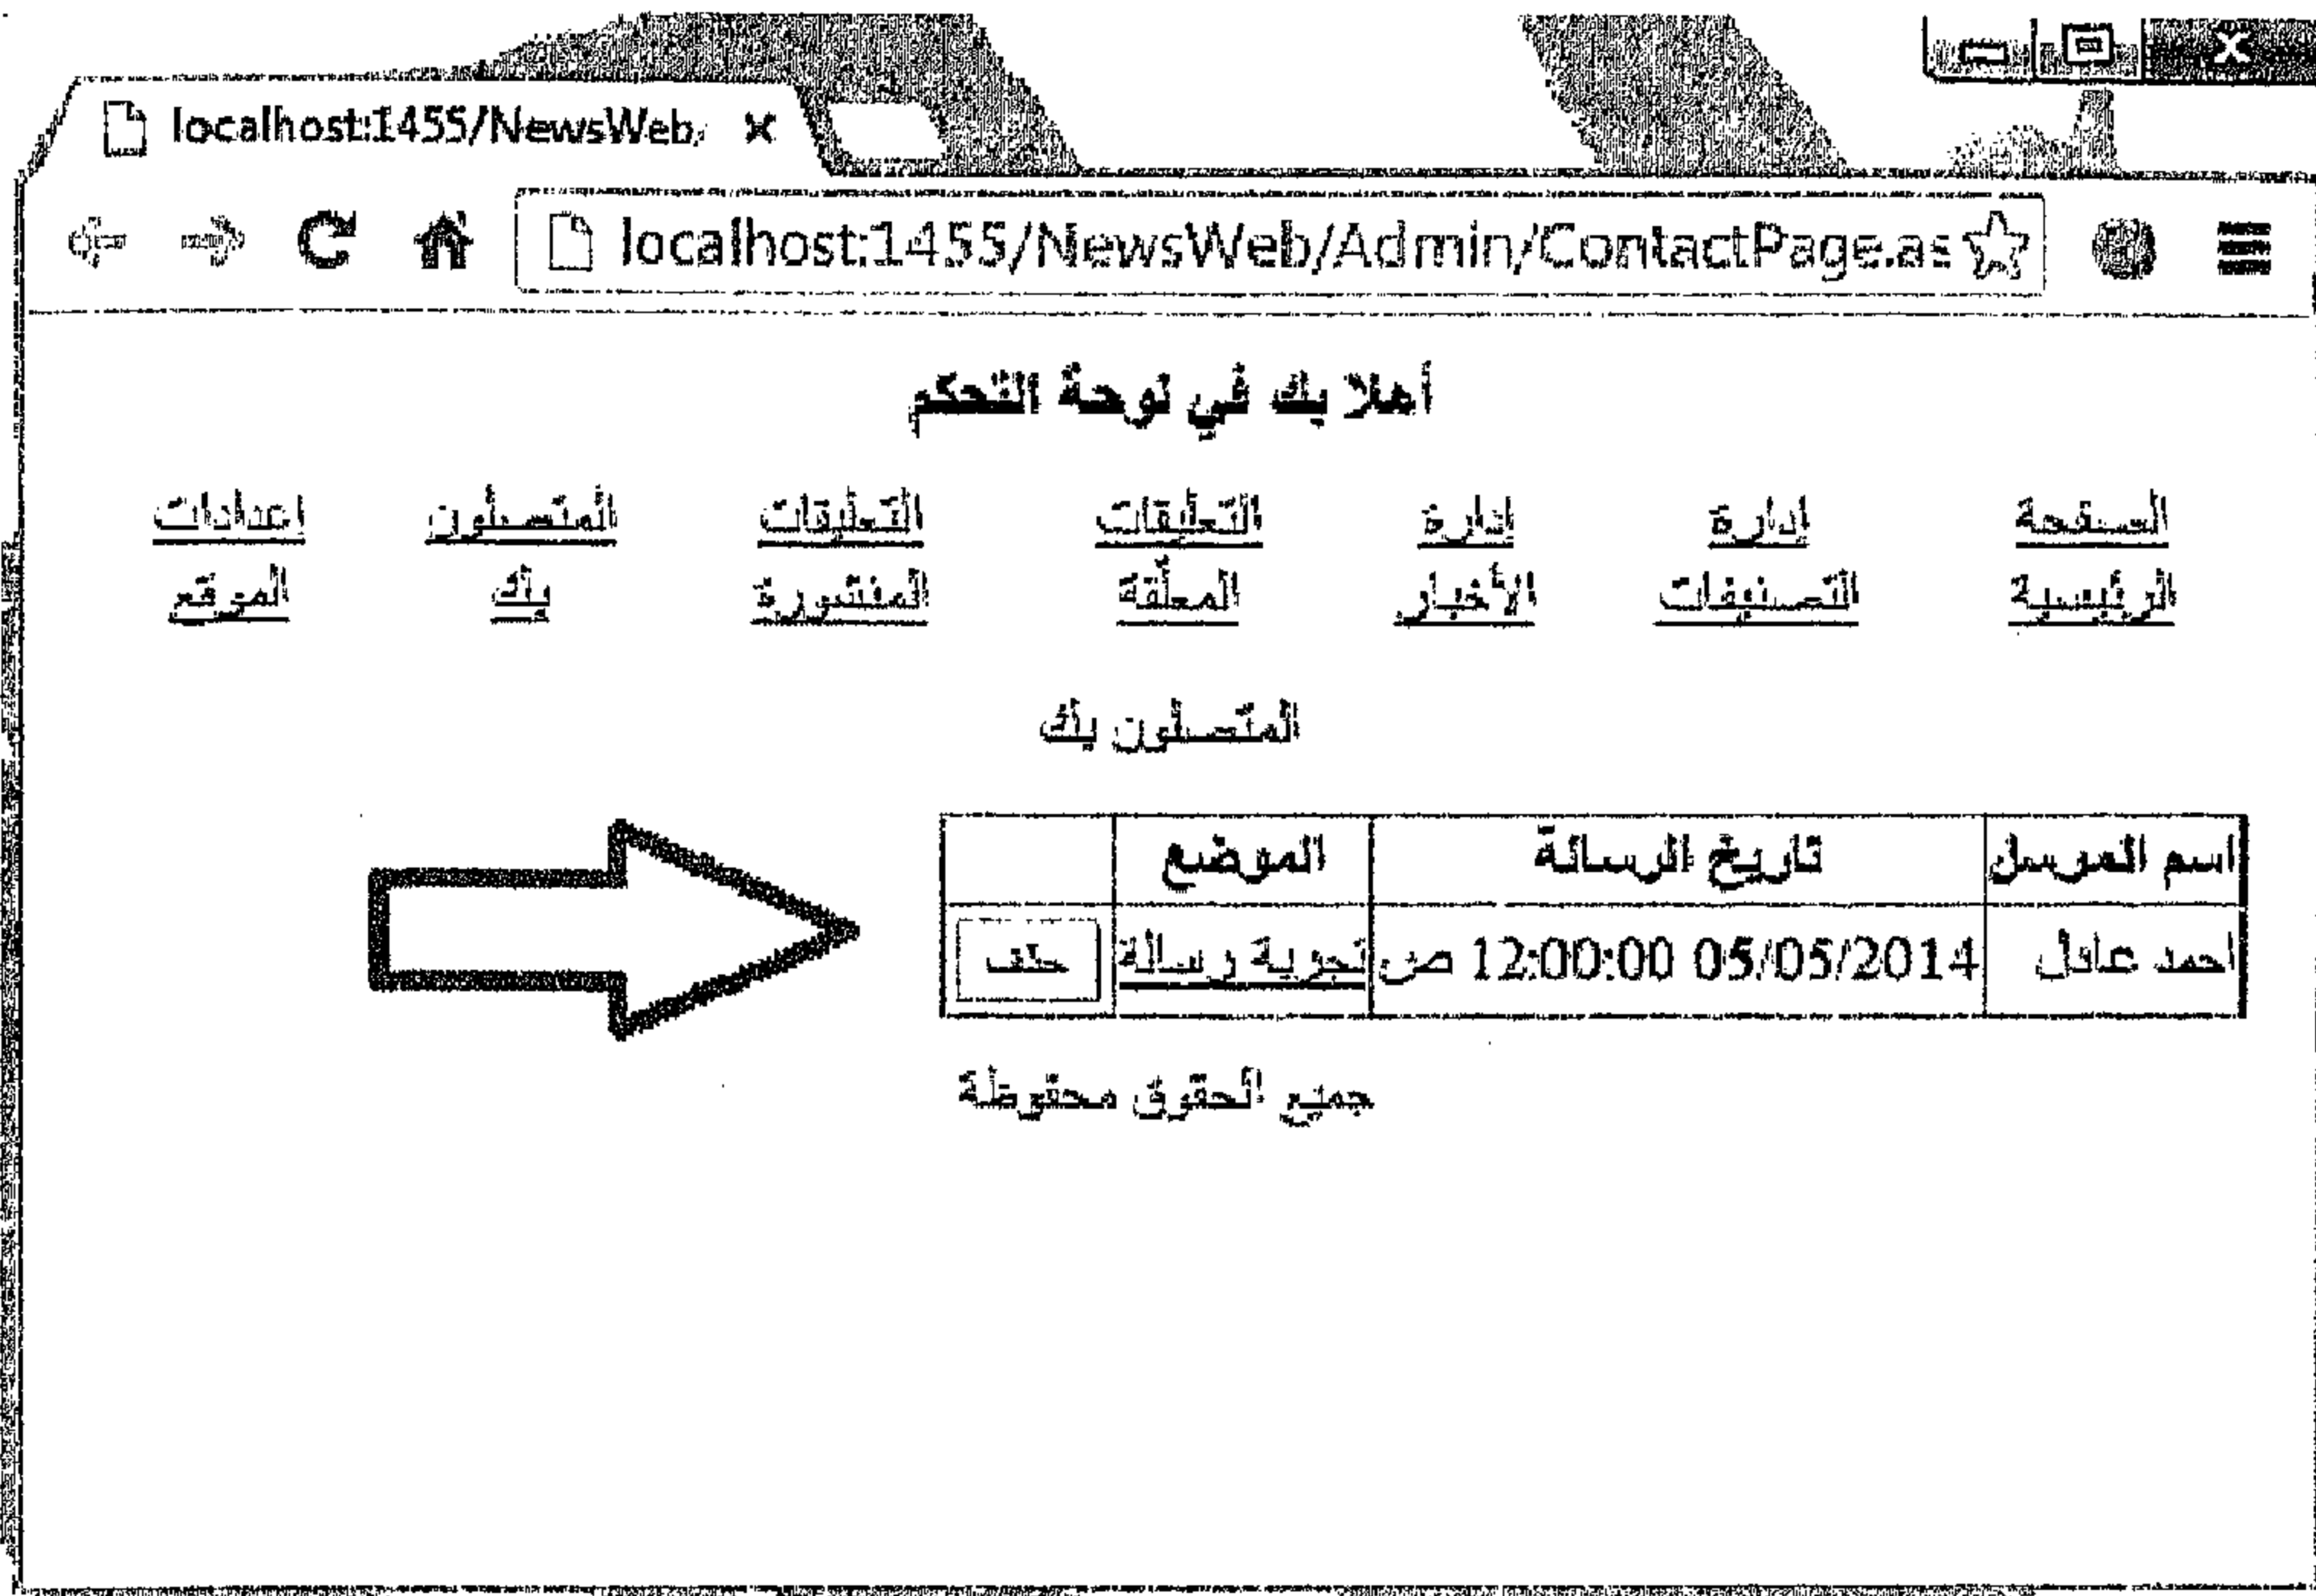 localhost:1455/NewsWeb/
localhost:1455/NewsWeb/Admin/ContactPage.as
أهلا بك في لوحة التحكم
الصفحة الرئيسية إدارة التصنيفات إدارة الأخبار التعليقات المعلّقة التعليقات المنشورة المتصلون بك إعدادات الموقع
المتصلون بك
اسم المرسل تاريخ الرسالة الموضع
احمد عادل 05/05/2014 12:00:00 ص تجربة رسالة حذف
جميع الحقوق محفوظة